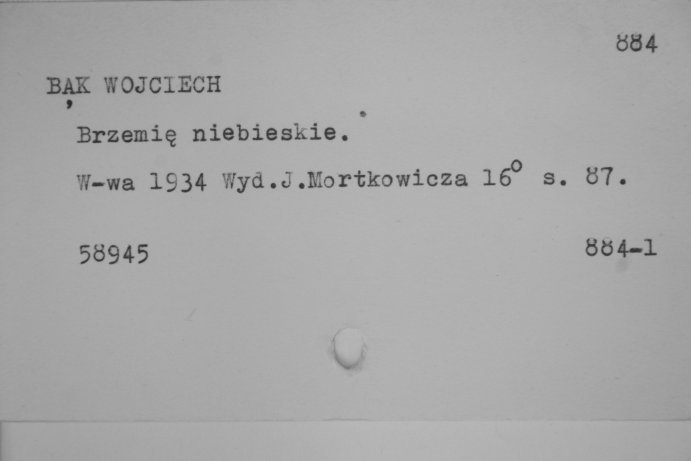 884
BĄK WOJCIECH
Brzemię niebieskie.
W-wa 1934 Wyd.J.Mortkowicza 16° s. 87.
58945 884-1